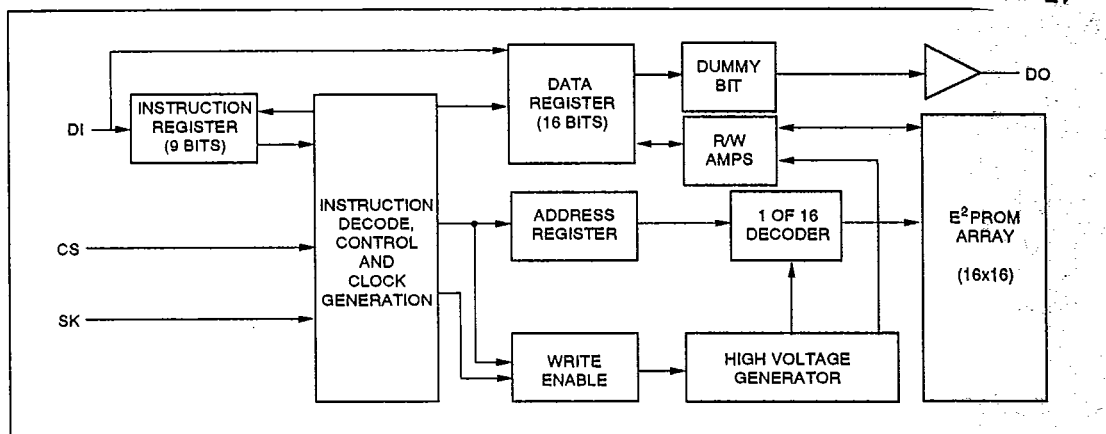 DI
INSTRUCTION
REGISTER
(9 BITS)
CS
SK
INSTRUCTION
DECODE,
CONTROL
AND
CLOCK
GENERATION
DATA
REGISTER
(16 BITS)
DUMMY
BIT
DO
R/W
AMPS
ADDRESS
REGISTER
1 OF 16
DECODER
E²PROM
ARRAY
(16x16)
WRITE
ENABLE
HIGH VOLTAGE
GENERATOR